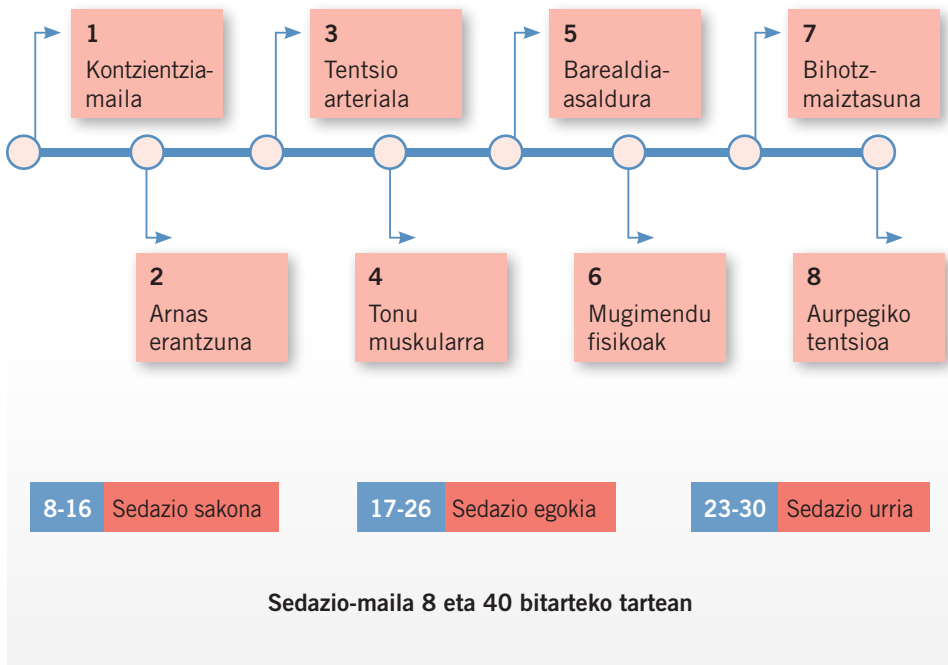 1
Kontzientzia-
maila
3
Tentsio
arteriala
5
Barealdia-
asaldura
7
Bihotz-
maiztasuna
2
Arnas
erantzuna
4
Tonu
muskularra
6
Mugimendu
fisikoak
8
Aurpegiko
tentsioa
8-16 Sedazio sakona
17-26 Sedazio egokia
23-30 Sedazio urria
Sedazio-maila 8 eta 40 bitarteko tartean